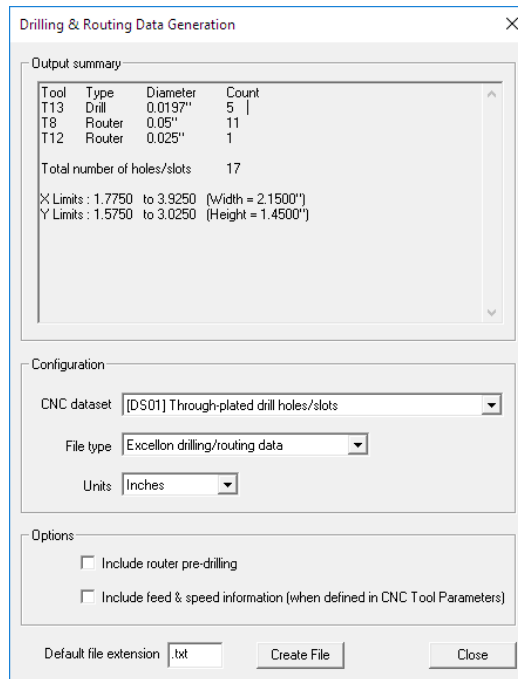 Drilling & Routing Data Generation
Output summary
Tool Type Diameter Count
T13 Drill 0.0197" 5
T8 Router 0.05" 11
T12 Router 0.025" 1
Total number of holes/slots 17
X Limits : 1.7750 to 3.9250 (Width = 2.1500")
Y Limits : 1.5750 to 3.0250 (Height = 1.4500")
Configuration
CNC dataset [DS01] Through-plated drill holes/slots
File type Excellon drilling/routing data
Units Inches
Options
Include router pre-drilling
Include feed & speed information (when defined in CNC Tool Parameters)
Default file extension .txt Create File Close